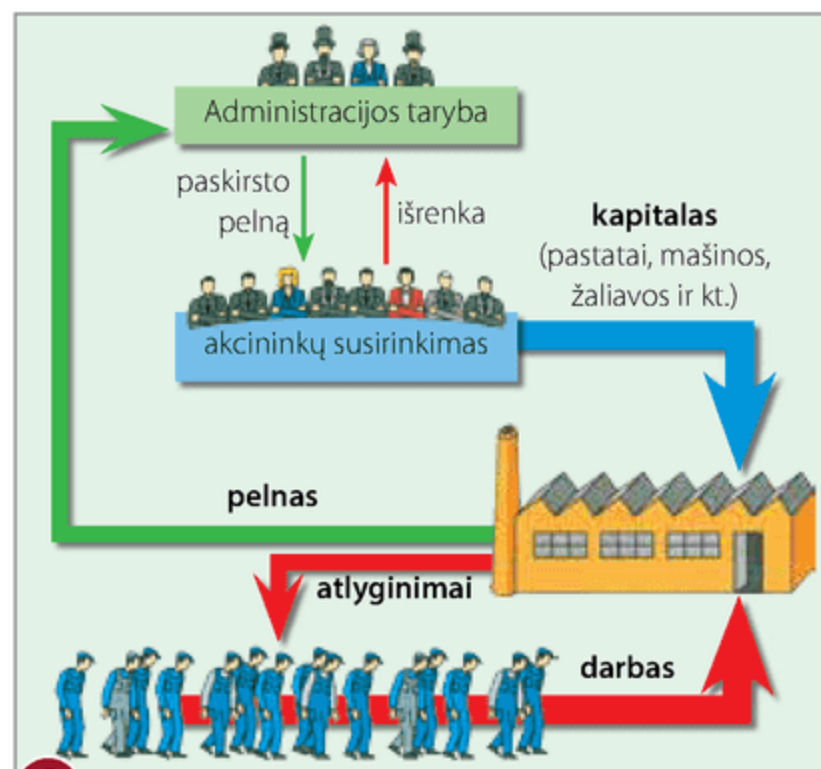 Administracijos taryba
paskirsto
pelną
išrenka
kapitalas
(pastatai, mašinos,
žaliavos ir kt.)
akcininkų susirinkimas
pelnas
atlyginimai
darbas